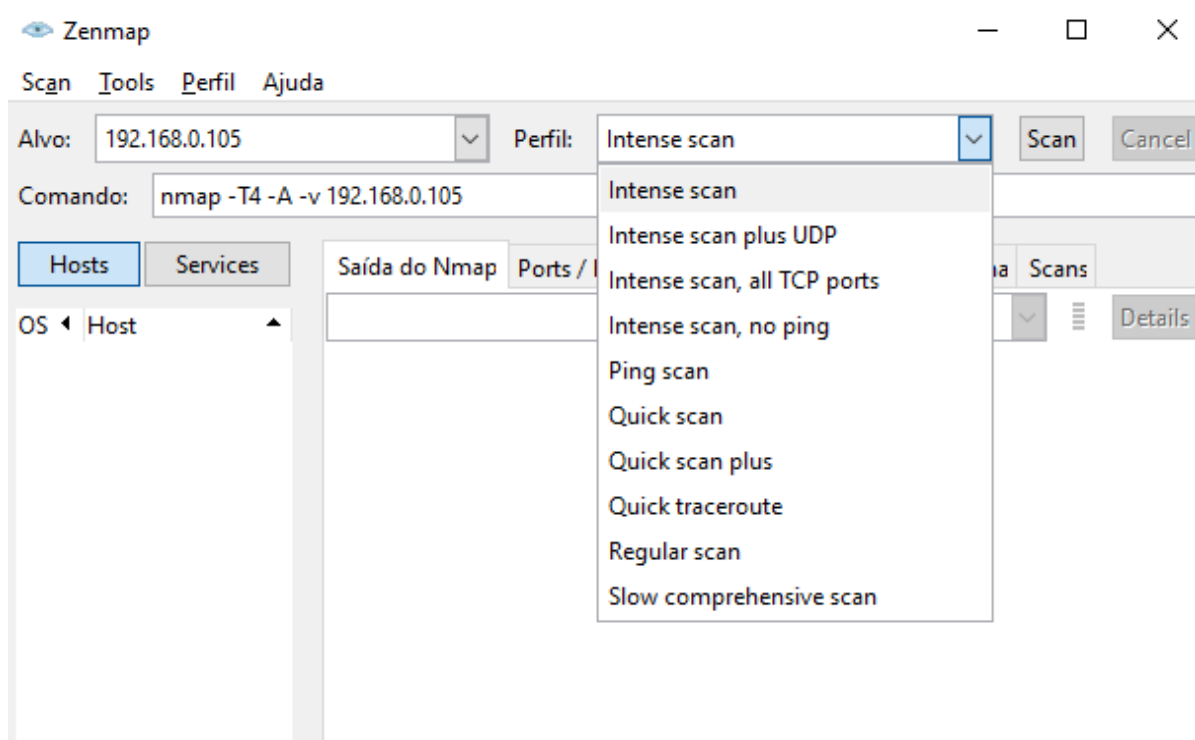 Zenmap
Scan Tools Perfil Ajuda
Alvo: 192.168.0.105 Perfil: Intense scan Scan Cancel
Comando: nmap -T4 -A -v 192.168.0.105
Hosts Services Saída do Nmap Ports / Scans
OS Host Details
Intense scan
Intense scan plus UDP
Intense scan, all TCP ports
Intense scan, no ping
Ping scan
Quick scan
Quick scan plus
Quick traceroute
Regular scan
Slow comprehensive scan